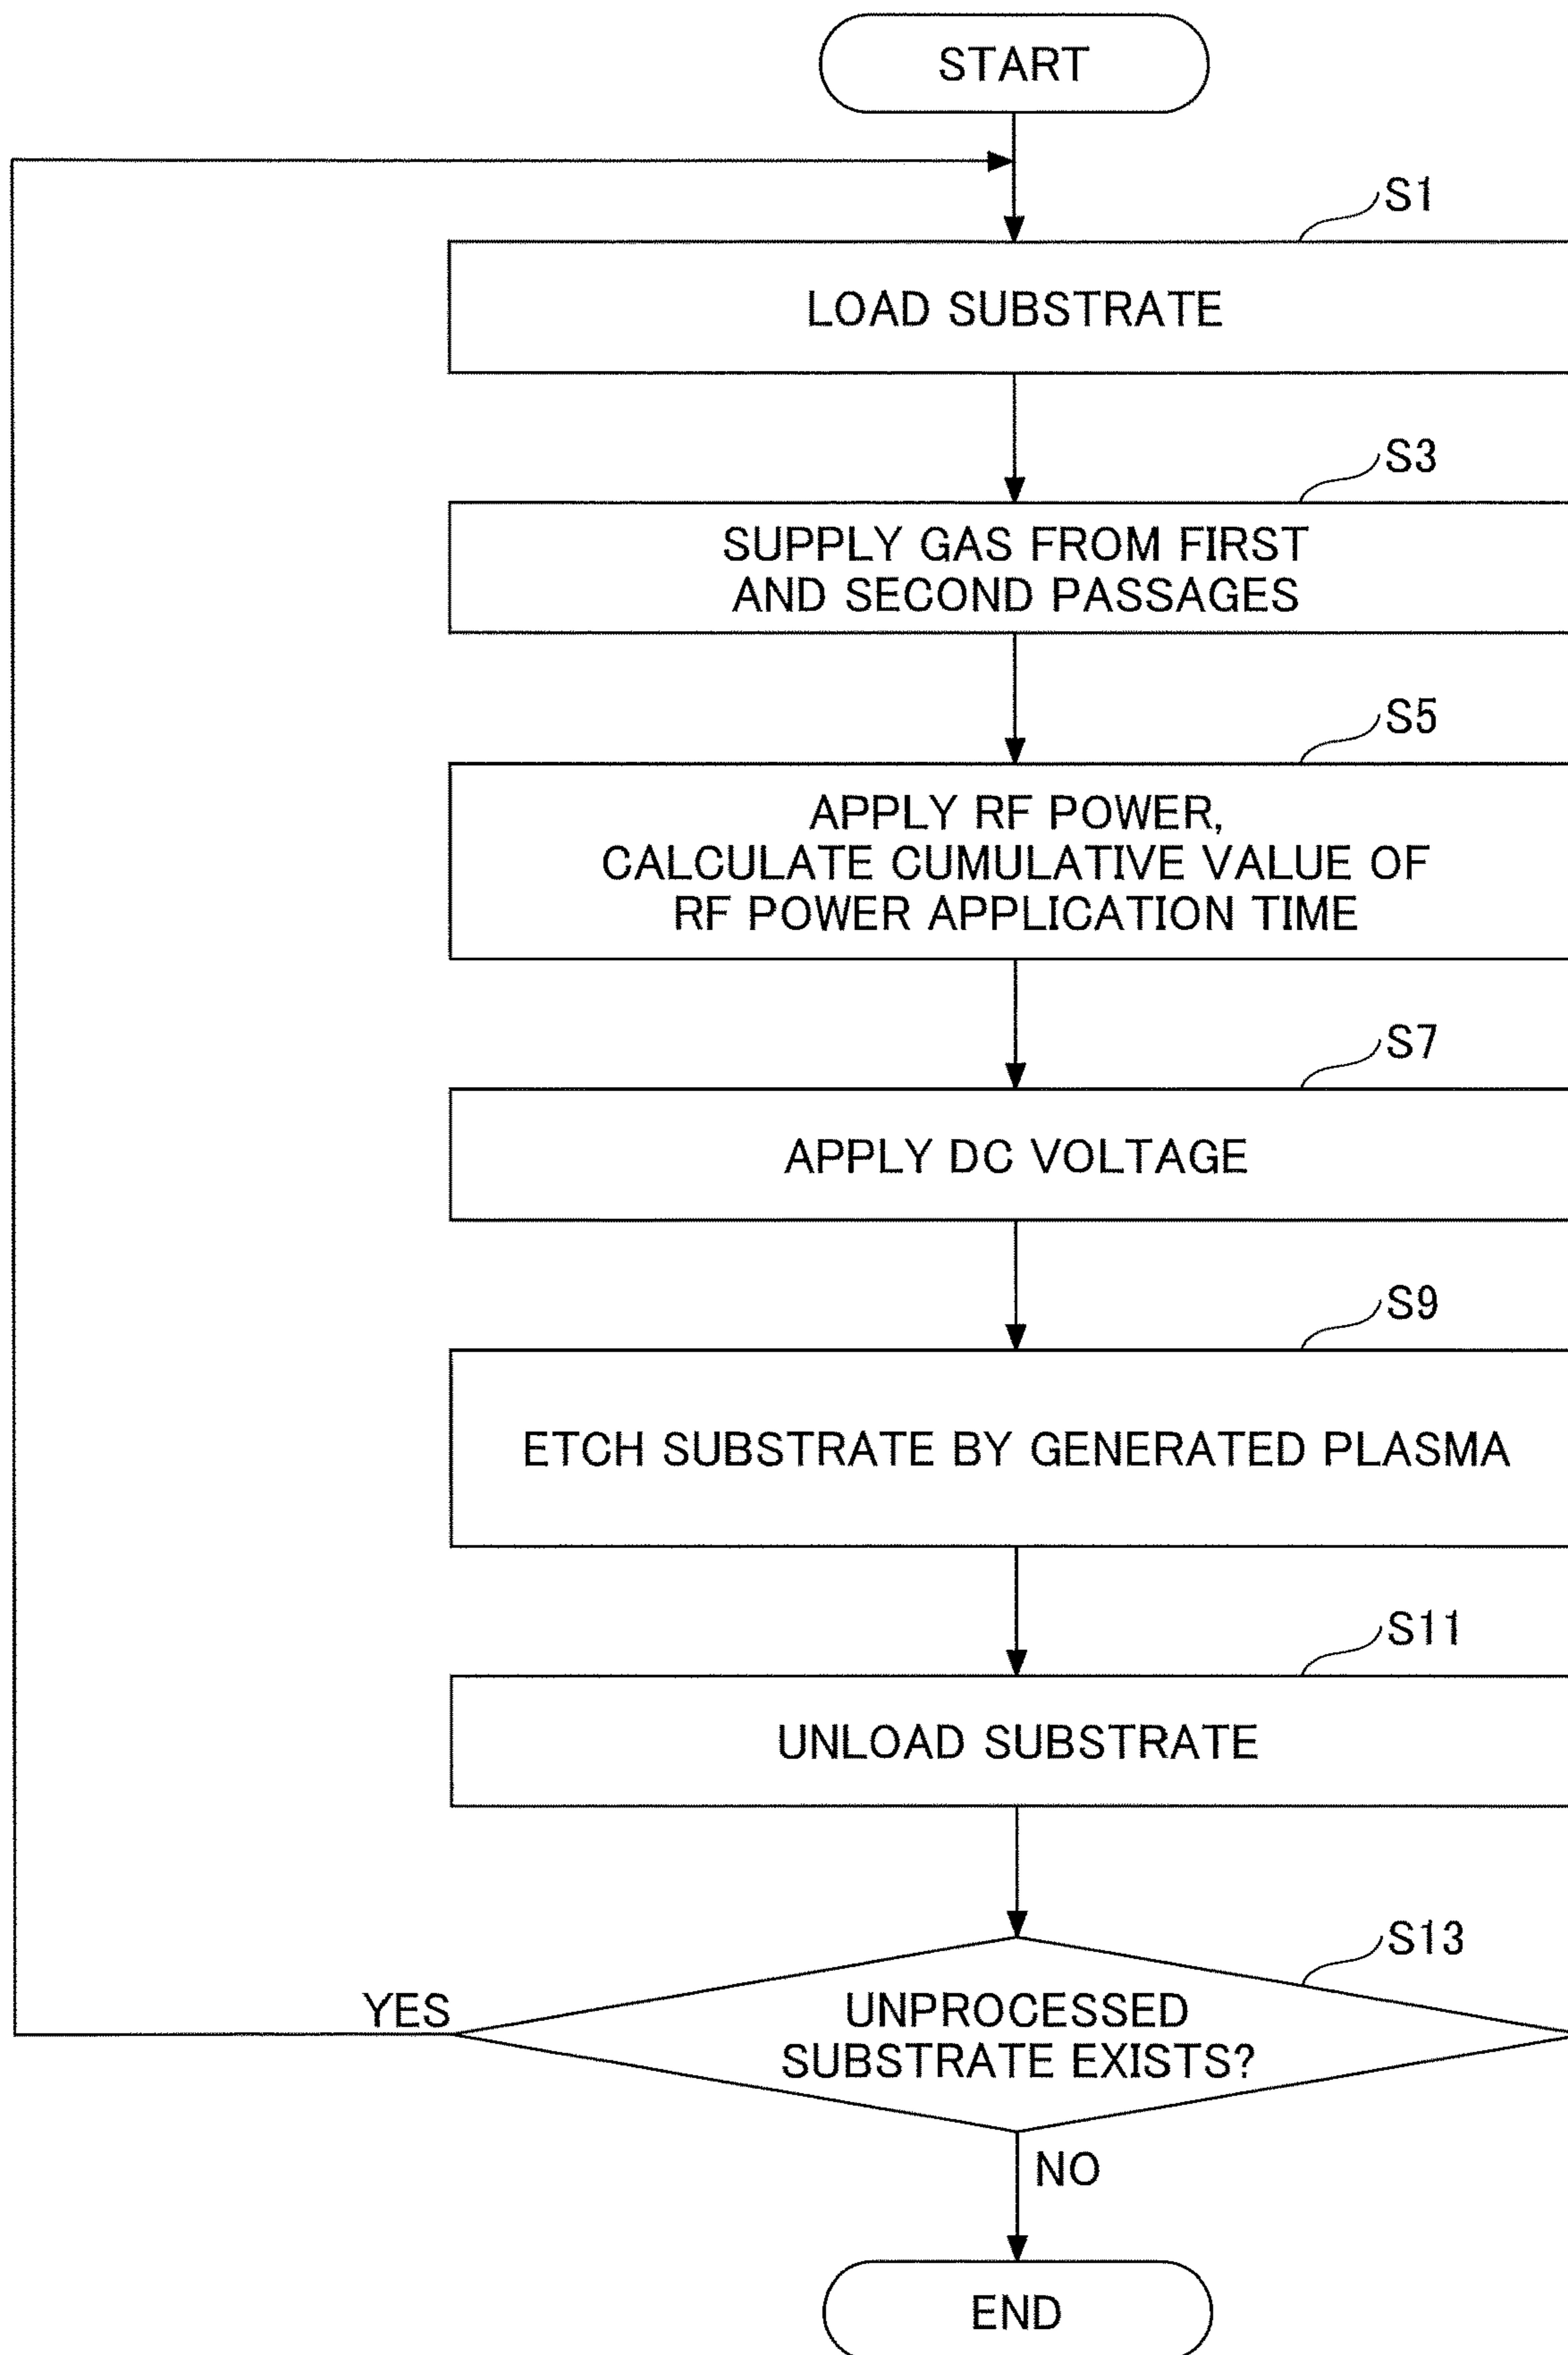 START
S1
LOAD SUBSTRATE
S3
SUPPLY GAS FROM FIRST
AND SECOND PASSAGES
S5
APPLY RF POWER,
CALCULATE CUMULATIVE VALUE OF
RF POWER APPLICATION TIME
S7
APPLY DC VOLTAGE
S9
ETCH SUBSTRATE BY GENERATED PLASMA
S11
UNLOAD SUBSTRATE
S13
YES
UNPROCESSED
SUBSTRATE EXISTS?
NO
END